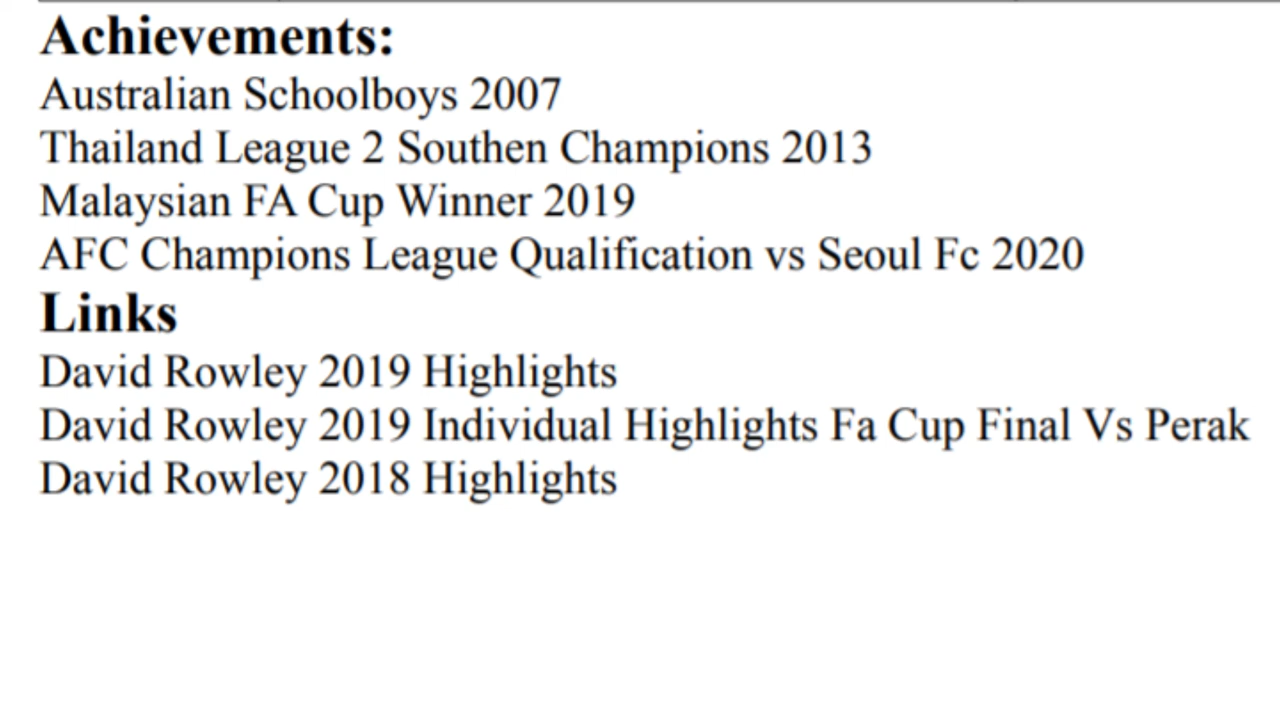 Achievements:
Australian Schoolboys 2007
Thailand League 2 Southen Champions 2013
Malaysian FA Cup Winner 2019
AFC Champions League Qualification vs Seoul Fc 2020
Links
David Rowley 2019 Highlights
David Rowley 2019 Individual Highlights Fa Cup Final Vs Perak
David Rowley 2018 Highlights